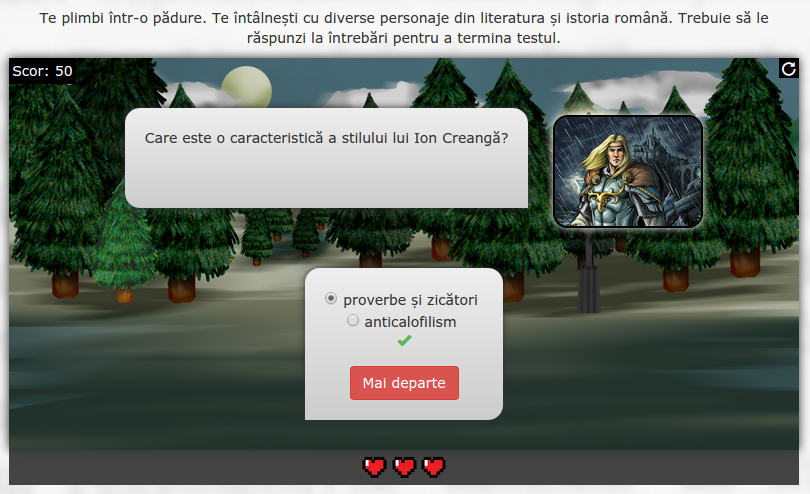 Te plimbi într-o pădure. Te întâlnești cu diverse personaje din literatura și istoria română. Trebuie să le
răspunzi la întrebări pentru a termina testul.
Scor: 50
Care este o caracteristică a stilului lui Ion Creangă?
proverbe și zicători
anticalofilism
Mai departe